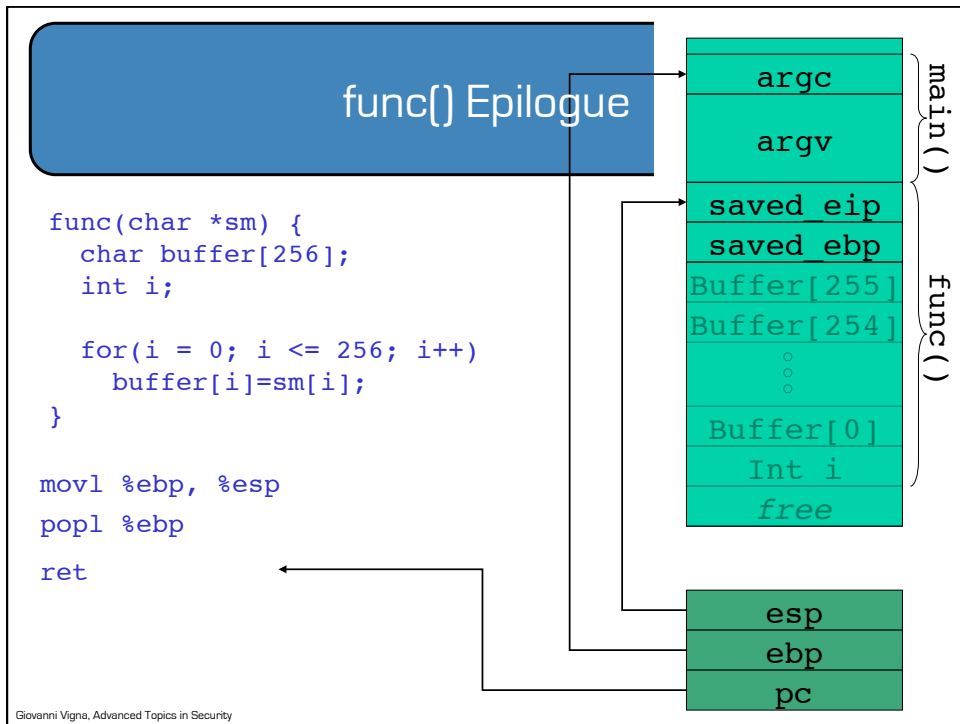 func() Epilogue
func(char *sm) {
char buffer[256];
int i;
for(i = 0; i <= 256; i++)
buffer[i]=sm[i];
}
movl %ebp, %esp
popl %ebp
ret
argc
argv
saved_eip
saved_ebp
Buffer[255]
Buffer[254]
Buffer[0]
Int i
free
main()
func()
esp
ebp
pc
Giovanni Vigna, Advanced Topics in Security